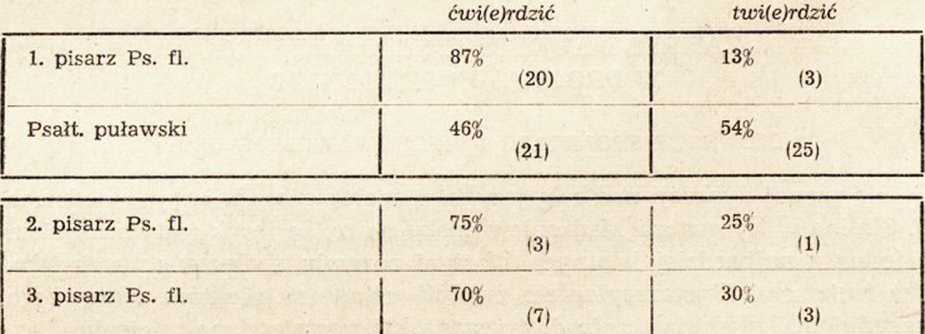 ćwi(e)rdzić twi(e)rdzić
1. pisarz Ps. fl. 87% 13%
(20) (3)
Psałt. puławski 46% 54%
(21) (25)
2. pisarz Ps. fl. 75% 25%
(3) (1)
3. pisarz Ps. fl. 70% 30%
(7) (3)